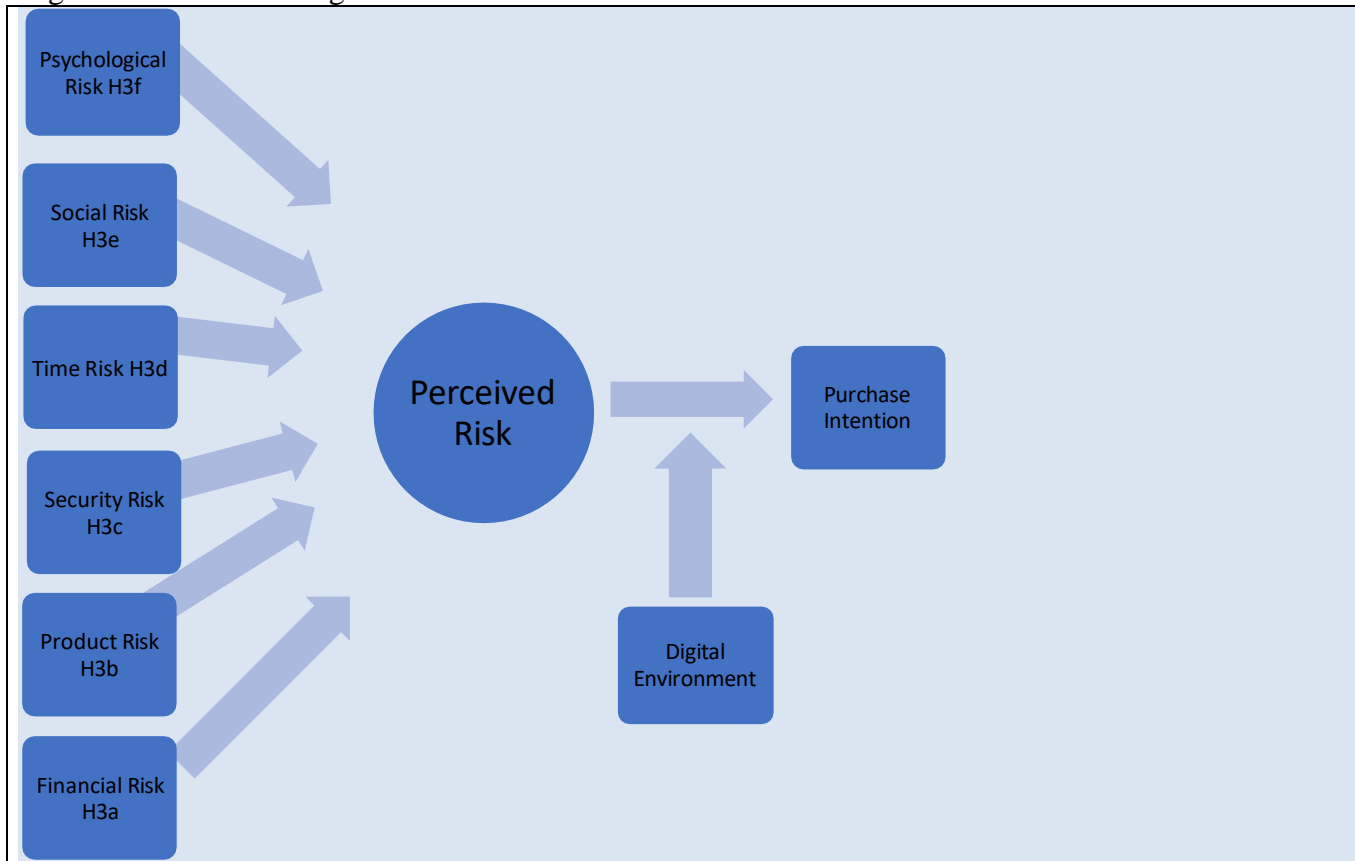 Psychological
Risk H3f
Social Risk
H3e
Time Risk H3d
Security Risk
H3c
Product Risk
H3b
Financial Risk
H3a
Perceived
Risk
Purchase
Intention
Digital
Environment